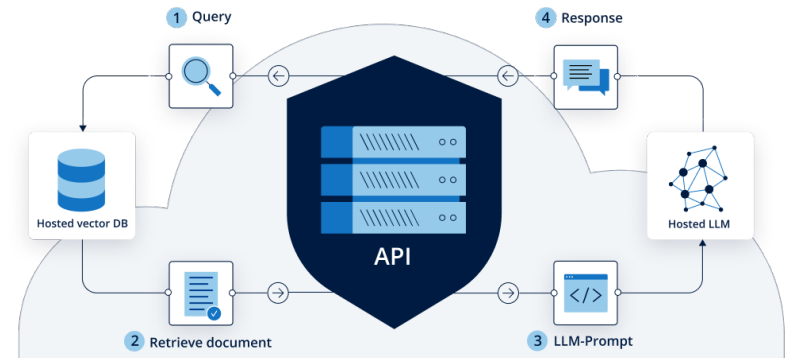 1 Query
4 Response
Hosted vector DB
API
</>
Hosted LLM
2 Retrieve document
3 LLM-Prompt